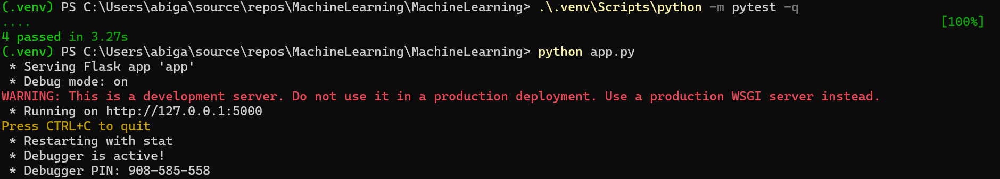 (.venv) PS C:\Users\abiga\source\repos\MachineLearning\MachineLearning> .\.venv\Scripts\python -m pytest -q
.... [100%]
4 passed in 3.27s
(.venv) PS C:\Users\abiga\source\repos\MachineLearning\MachineLearning> python app.py
 * Serving Flask app 'app'
 * Debug mode: on
WARNING: This is a development server. Do not use it in a production deployment. Use a production WSGI server instead.
 * Running on http://127.0.0.1:5000
Press CTRL+C to quit
 * Restarting with stat
 * Debugger is active!
 * Debugger PIN: 908-585-558